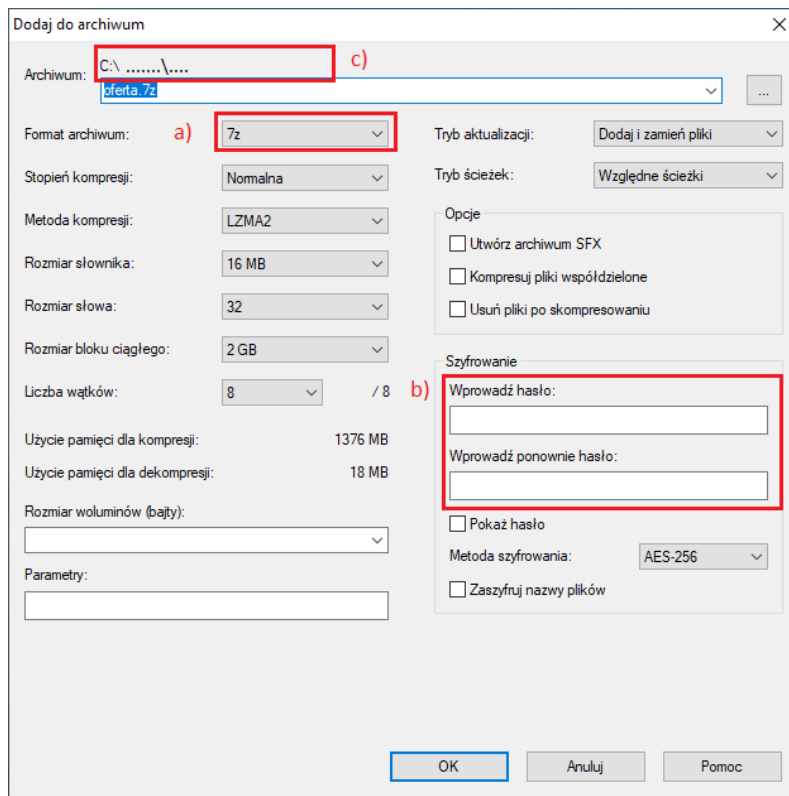 Dodaj do archiwum
C:\ .......\....
c)
Archiwum:
oferta.7z
...
Format archiwum:
a)
7z
Tryb aktualizacji:
Dodaj i zamień pliki
Stopień kompresji:
Normalna
Tryb ścieżek:
Względne ścieżki
Metoda kompresji:
LZMA2
Opcje
Utwórz archiwum SFX
Rozmiar słownika:
16 MB
Kompresuj pliki współdzielone
Rozmiar słowa:
32
Usuń pliki po skompresowaniu
Rozmiar bloku ciągłego:
2 GB
Szyfrowanie
Liczba wątków:
8
/ 8
b)
Wprowadź hasło:
Użycie pamięci dla kompresji:
1376 MB
Wprowadź ponownie hasło:
Użycie pamięci dla dekompresji:
18 MB
Rozmiar woluminów (bajty):
Pokaż hasło
Metoda szyfrowania:
AES-256
Parametry:
Zaszyfruj nazwy plików
OK
Anuluj
Pomoc